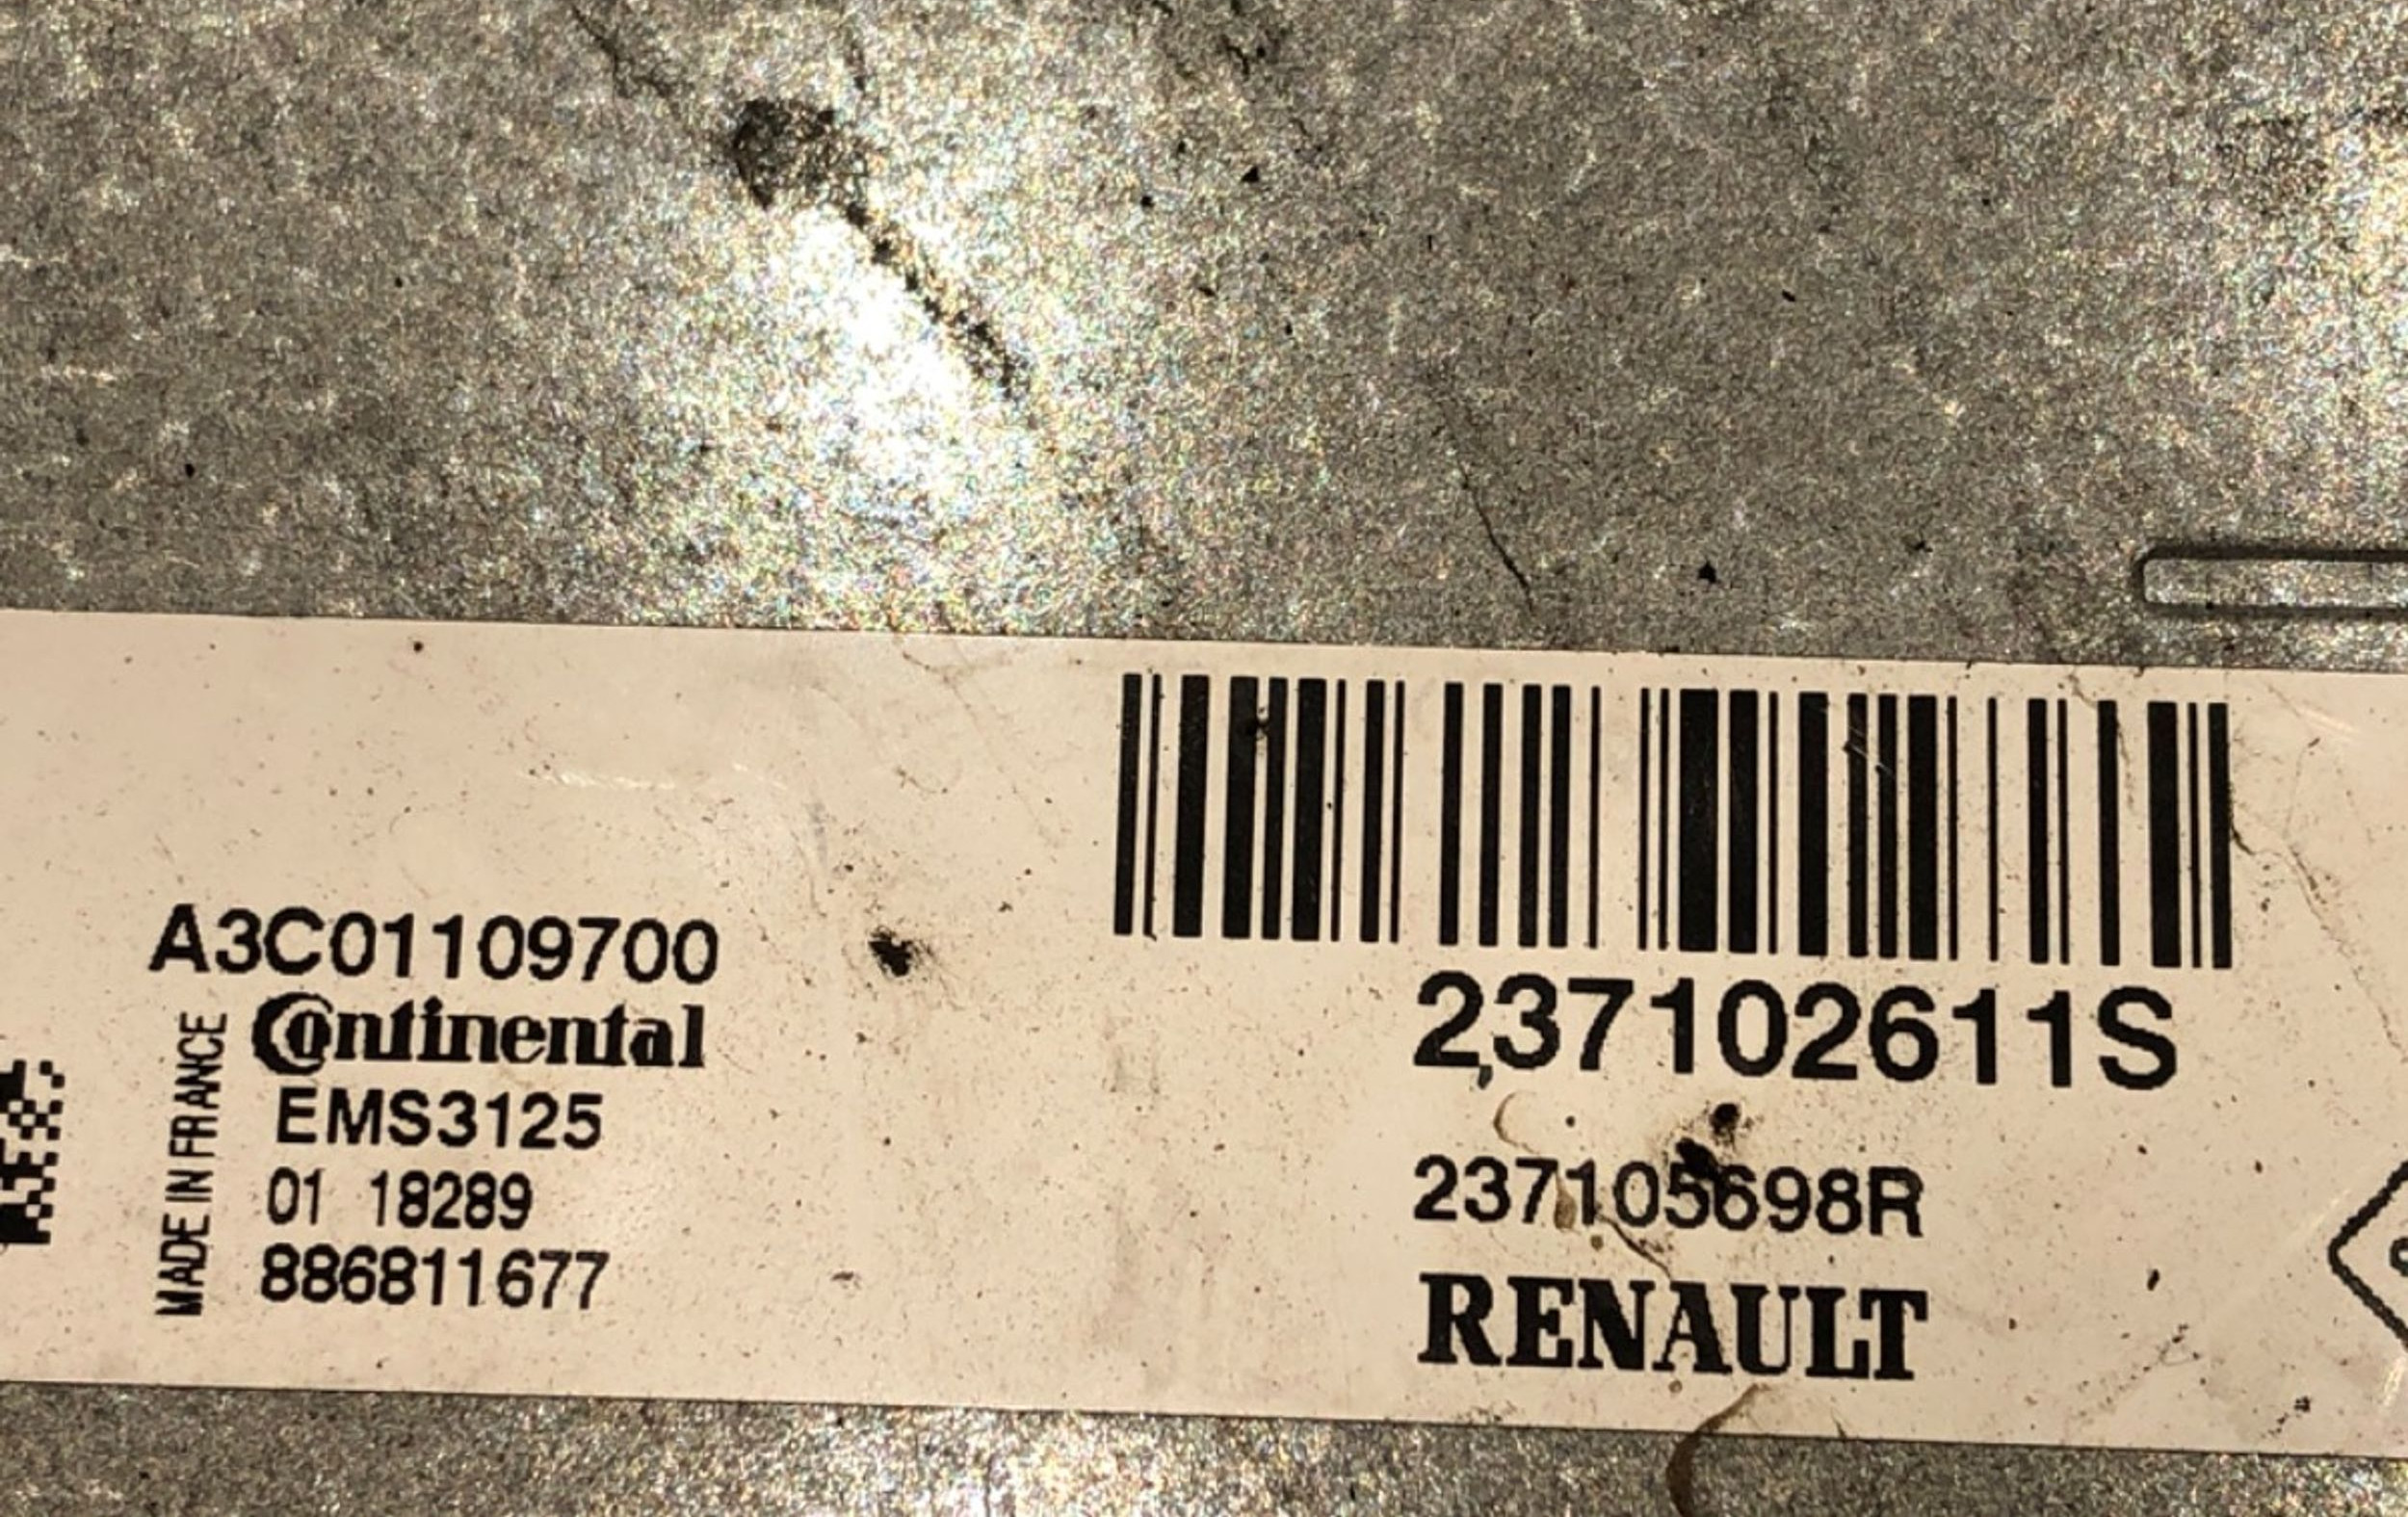 A3C01109700
Continental
MADE IN FRANCE
EMS3125
01 18289
886811677
237102611S
237105698R
RENAULT